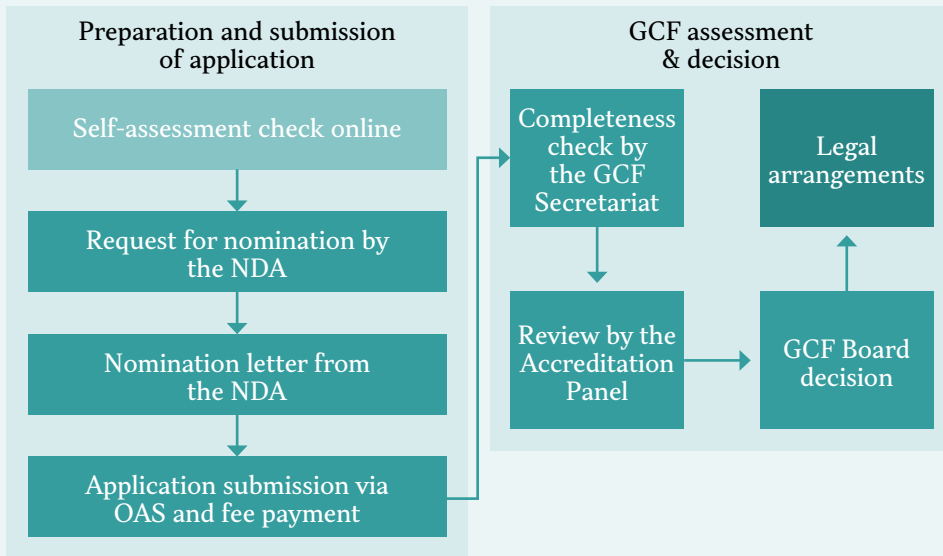 Preparation and submission
of application
Self-assessment check online
Request for nomination by
the NDA
Nomination letter from
the NDA
Application submission via
OAS and fee payment
GCF assessment
& decision
Completeness
check by
the GCF
Secretariat
Review by the
Accreditation
Panel
GCF Board
decision
Legal
arrangements